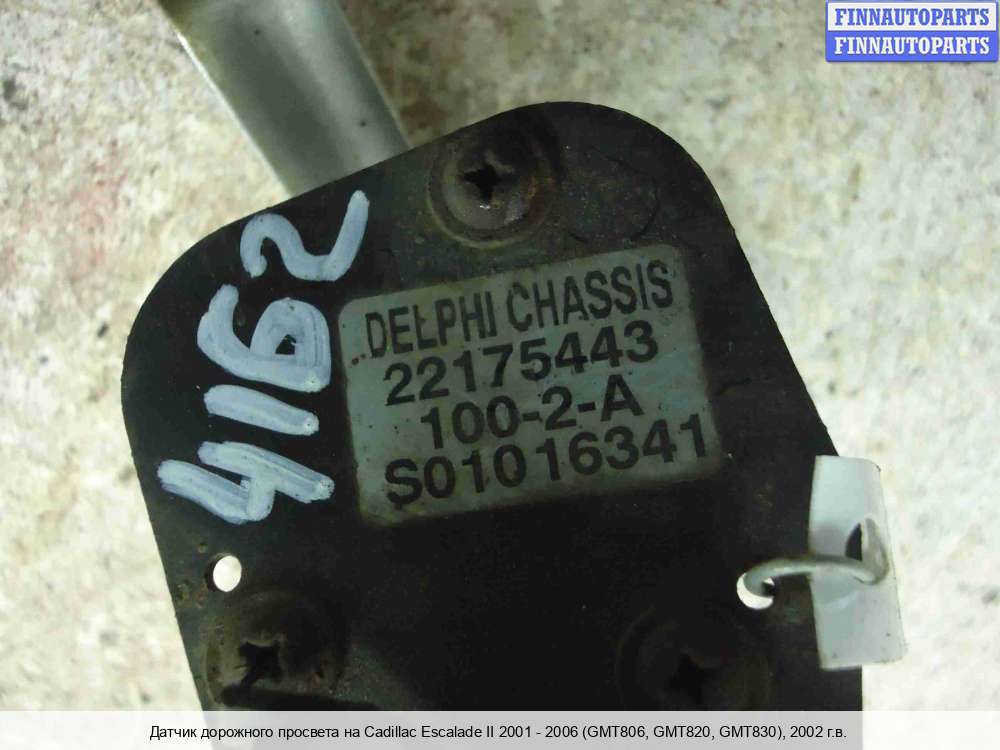 FINNAUTOPARTS
FINNAUTOPARTS
4162
DELPHI CHASSIS
22175443
100-2-A
S01016341
Датчик дорожного просвета на Cadillac Escalade II 2001 - 2006 (GMT806, GMT820, GMT830), 2002 г.в.